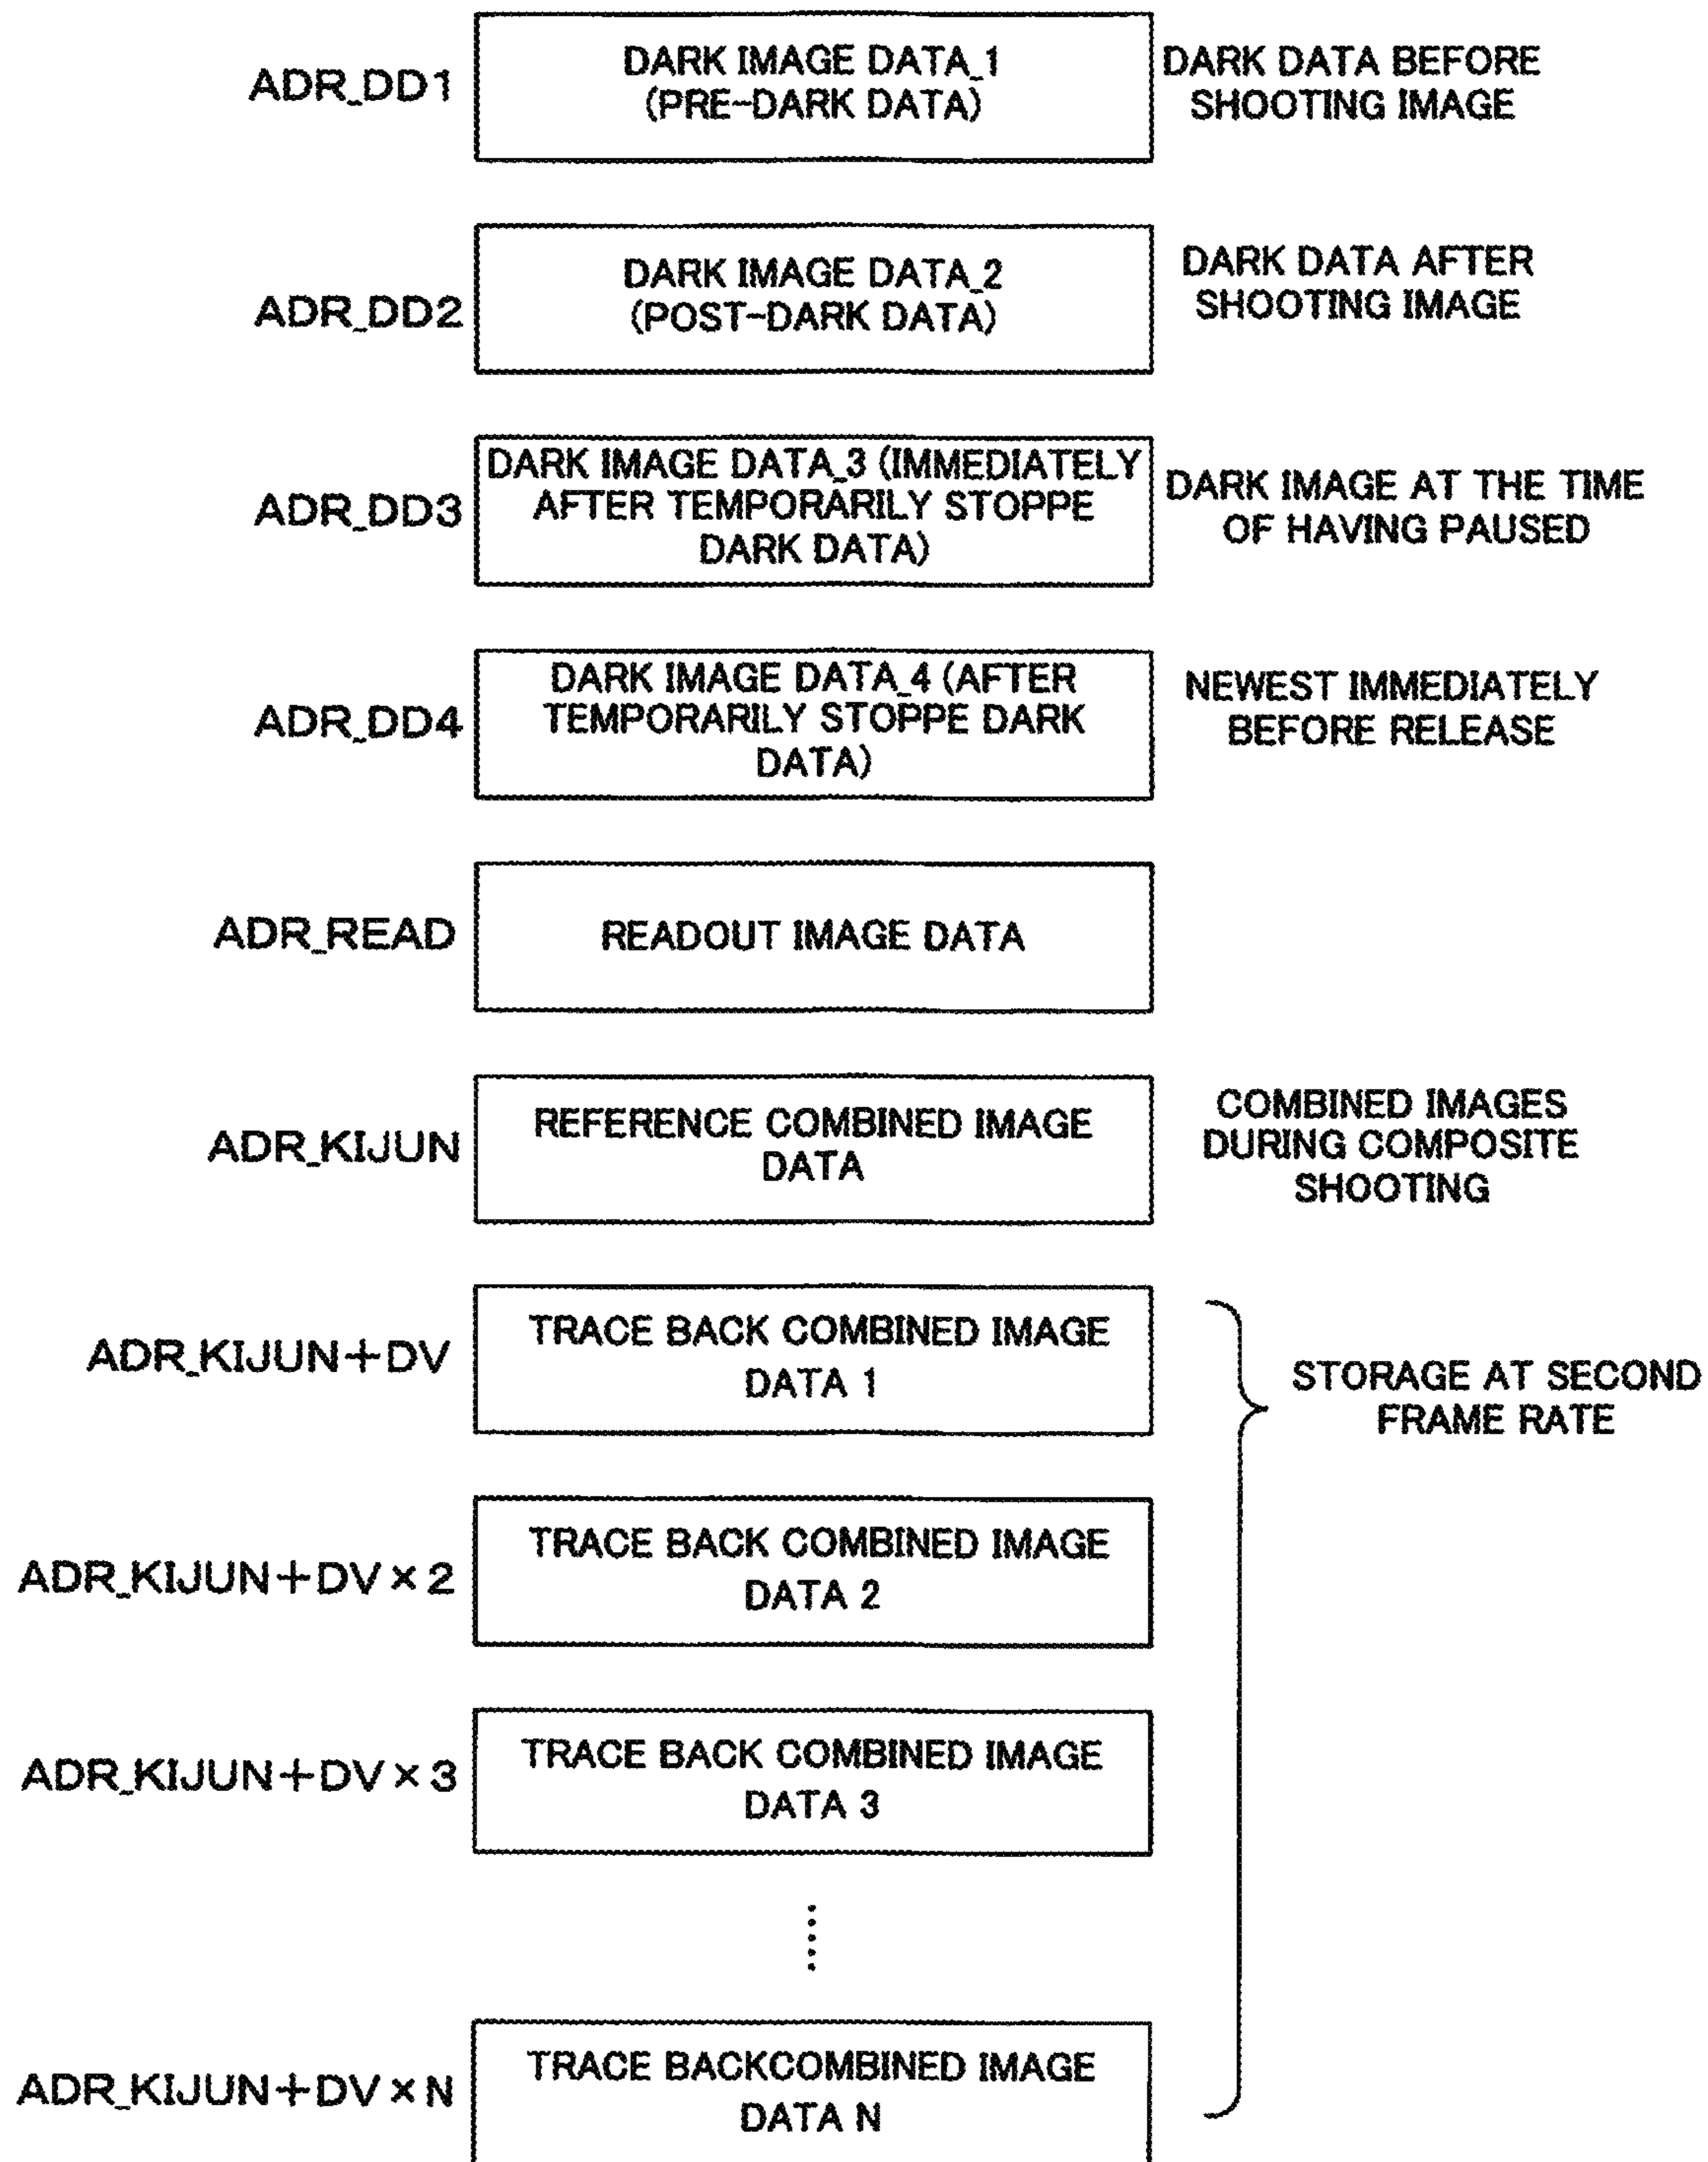 ADR_DD1
DARK IMAGE DATA_1
(PRE-DARK DATA)
DARK DATA BEFORE
SHOOTING IMAGE
ADR_DD2
DARK IMAGE DATA_2
(POST-DARK DATA)
DARK DATA AFTER
SHOOTING IMAGE
ADR_DD3
DARK IMAGE DATA_3 (IMMEDIATELY
AFTER TEMPORARILY STOPPE
DARK DATA)
DARK IMAGE AT THE TIME
OF HAVING PAUSED
ADR_DD4
DARK IMAGE DATA_4 (AFTER
TEMPORARILY STOPPE DARK
DATA)
NEWEST IMMEDIATELY
BEFORE RELEASE
ADR_READ
READOUT IMAGE DATA
ADR_KIJUN
REFERENCE COMBINED IMAGE
DATA
COMBINED IMAGES
DURING COMPOSITE
SHOOTING
ADR_KIJUN+DV
TRACE BACK COMBINED IMAGE
DATA 1
STORAGE AT SECOND
FRAME RATE
ADR_KIJUN+DV×2
TRACE BACK COMBINED IMAGE
DATA 2
ADR_KIJUN+DV×3
TRACE BACK COMBINED IMAGE
DATA 3
ADR_KIJUN+DV×N
TRACE BACKCOMBINED IMAGE
DATA N